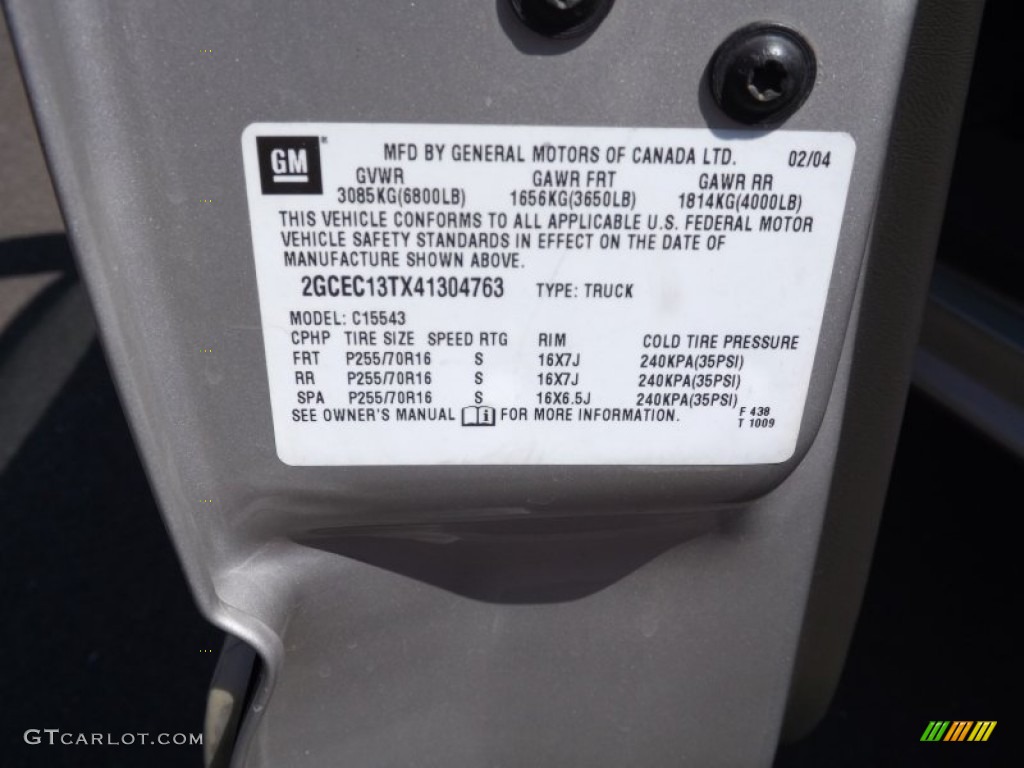 GM
MFD BY GENERAL MOTORS OF CANADA LTD. 02/04
GVWR GAWR FRT GAWR RR
3085KG(6800LB) 1656KG(3650LB) 1814KG(4000LB)
THIS VEHICLE CONFORMS TO ALL APPLICABLE U.S. FEDERAL MOTOR
VEHICLE SAFETY STANDARDS IN EFFECT ON THE DATE OF
MANUFACTURE SHOWN ABOVE.
2GCEC13TX41304763 TYPE: TRUCK
MODEL: C15543
CPHP TIRE SIZE SPEED RTG RIM COLD TIRE PRESSURE
FRT P255/70R16 S 16X7J 240KPA(35PSI)
RR P255/70R16 S 16X7J 240KPA(35PSI)
SPA P255/70R16 S 16X6.5J 240KPA(35PSI)
SEE OWNER'S MANUAL i FOR MORE INFORMATION.
F 438
T 1009
GTCARLOT.COM